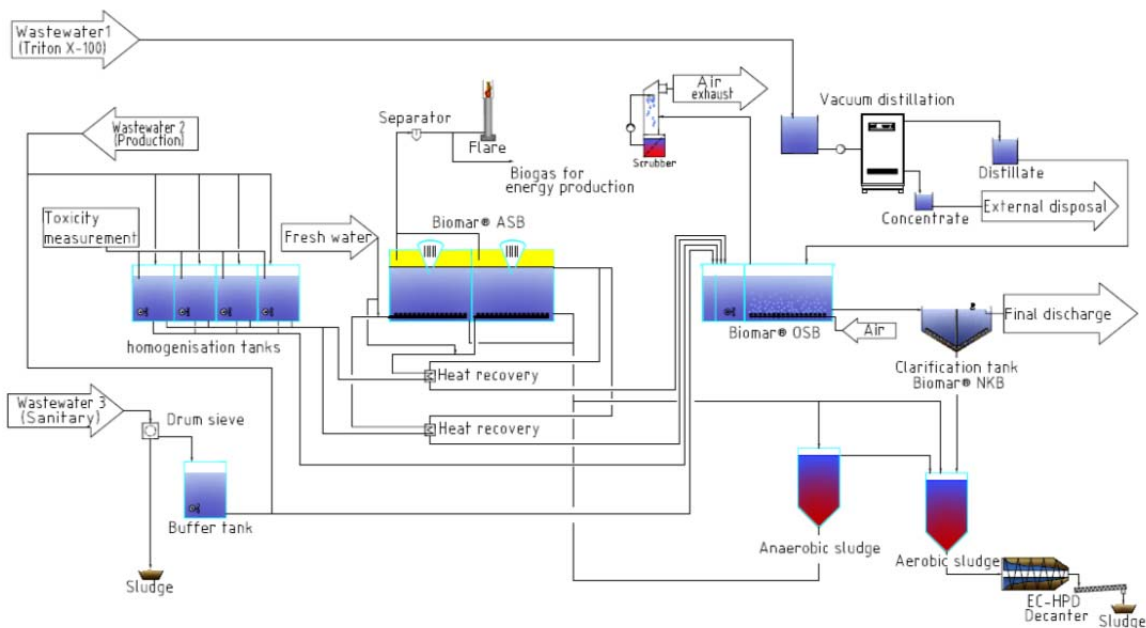 Wastewater1
(Triton X-100)
Air
exhaust
Vacuum distillation
Separator
Wastewater 2
(Production)
Flare
Scrubber
Biogas for
energy production
Distillate
Concentrate
External disposal
Toxicity
measurement
Fresh water
Biomar® ASB
homogenisation tanks
Biomar® OSB
Air
Final discharge
Clarification tank
Biomar® NKB
Heat recovery
Wastewater 3
(Sanitary)
Drum sieve
Heat recovery
Buffer tank
Anaerobic sludge
Aerobic sludge
Sludge
EC-HPD
Decanter
Sludge